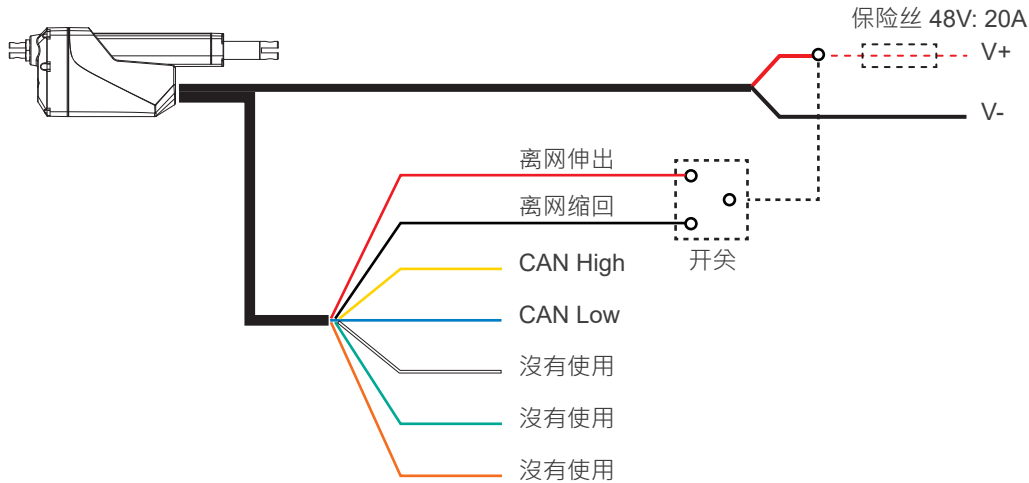 保险丝 48V: 20A
V+
V-
离网伸出
离网缩回
开关
CAN High
CAN Low
沒有使用
沒有使用
沒有使用